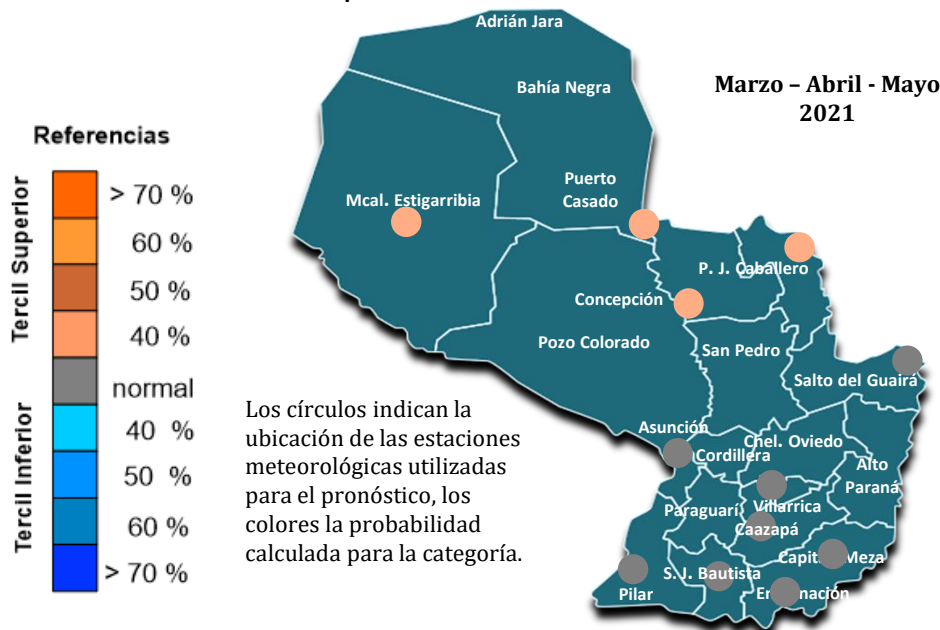 Adrián Jara
Bahía Negra
Marzo – Abril - Mayo
2021
Referencias
Tercil Superior
> 70 %
60 %
50 %
40 %
normal
Tercil Inferior
40 %
50 %
60 %
> 70 %
Puerto
Casado
Mcal. Estigarribia
P. J. Caballero
Concepción
Pozo Colorado
San Pedro
Salto del Guairá
Los círculos indican la
ubicación de las estaciones
meteorológicas utilizadas
para el pronóstico, los
colores la probabilidad
calculada para la categoría.
Asunción
Cordillera
Chel. Oviedo
Alto
Paraná
Paraguarí
Villarrica
Caazapá
Meza
S. J. Bautista
Pilar